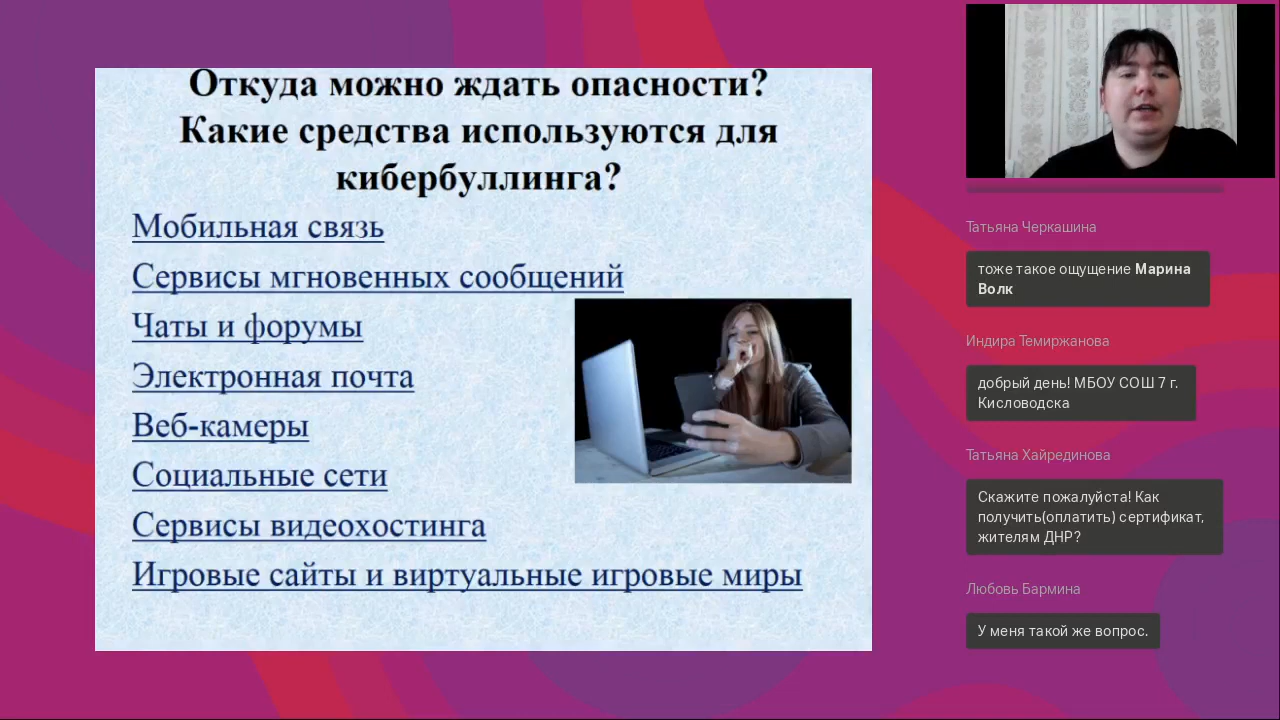 Откуда можно ждать опасности?
Какие средства используются для
кибербуллинга?
Мобильная связь
Сервисы мгновенных сообщений
Чаты и форумы
Электронная почта
Веб-камеры
Социальные сети
Сервисы видеохостинга
Игровые сайты и виртуальные игровые миры
Татьяна Черкашина
тоже такое ощущение Марина
Волк
Индира Темиржанова
добрый день! МБОУ СОШ 7 г.
Кисловодска
Татьяна Хайрединова
Скажите пожалуйста! Как
получить(оплатить) сертификат,
жителям ДНР?
Любовь Бармина
У меня такой же вопрос.